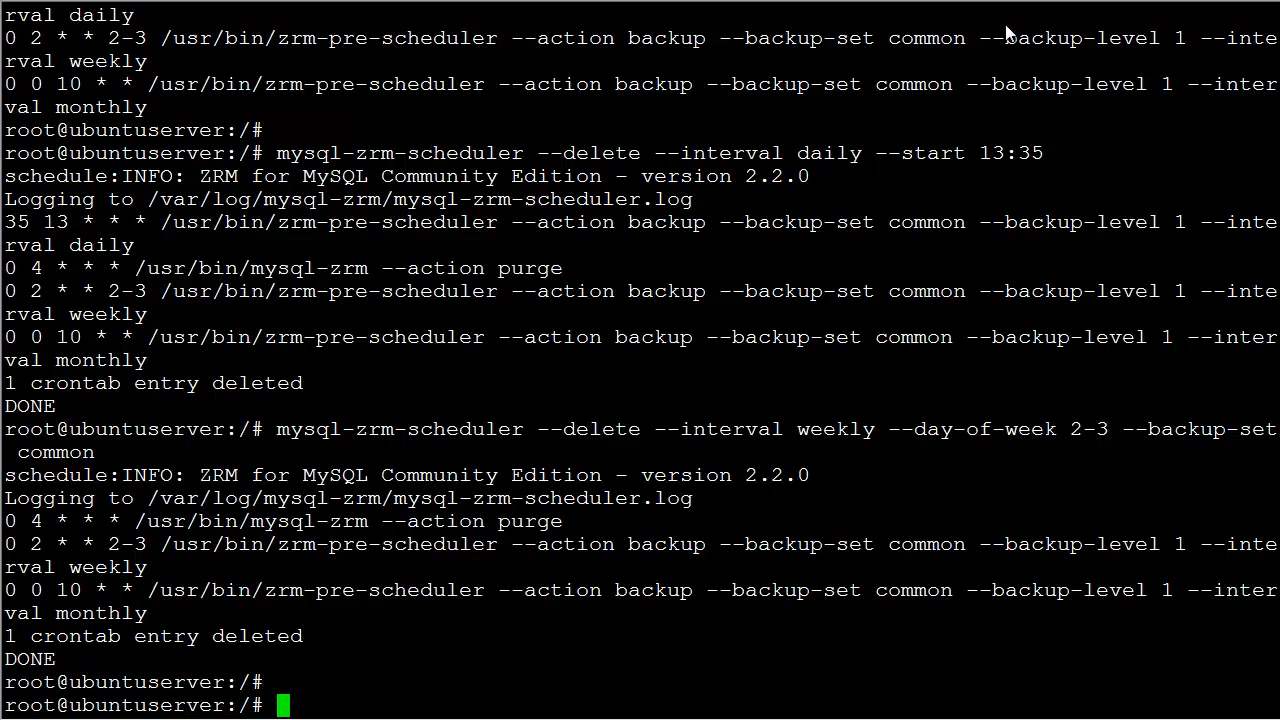 rval daily
0 2 * * 2-3 /usr/bin/zrm-pre-scheduler --action backup --backup-set common --backup-level 1 --inte
rval weekly
0 0 10 * * /usr/bin/zrm-pre-scheduler --action backup --backup-set common --backup-level 1 --inter
val monthly
root@ubuntuserver:/#
root@ubuntuserver:/# mysql-zrm-scheduler --delete --interval daily --start 13:35
schedule:INFO: ZRM for MySQL Community Edition - version 2.2.0
Logging to /var/log/mysql-zrm/mysql-zrm-scheduler.log
35 13 * * * /usr/bin/zrm-pre-scheduler --action backup --backup-set common --backup-level 1 --inte
rval daily
0 4 * * * /usr/bin/mysql-zrm --action purge
0 2 * * 2-3 /usr/bin/zrm-pre-scheduler --action backup --backup-set common --backup-level 1 --inte
rval weekly
0 0 10 * * /usr/bin/zrm-pre-scheduler --action backup --backup-set common --backup-level 1 --inter
val monthly
1 crontab entry deleted
DONE
root@ubuntuserver:/# mysql-zrm-scheduler --delete --interval weekly --day-of-week 2-3 --backup-set
 common
schedule:INFO: ZRM for MySQL Community Edition - version 2.2.0
Logging to /var/log/mysql-zrm/mysql-zrm-scheduler.log
0 4 * * * /usr/bin/mysql-zrm --action purge
0 2 * * 2-3 /usr/bin/zrm-pre-scheduler --action backup --backup-set common --backup-level 1 --inte
rval weekly
0 0 10 * * /usr/bin/zrm-pre-scheduler --action backup --backup-set common --backup-level 1 --inter
val monthly
1 crontab entry deleted
DONE
root@ubuntuserver:/#
root@ubuntuserver:/#